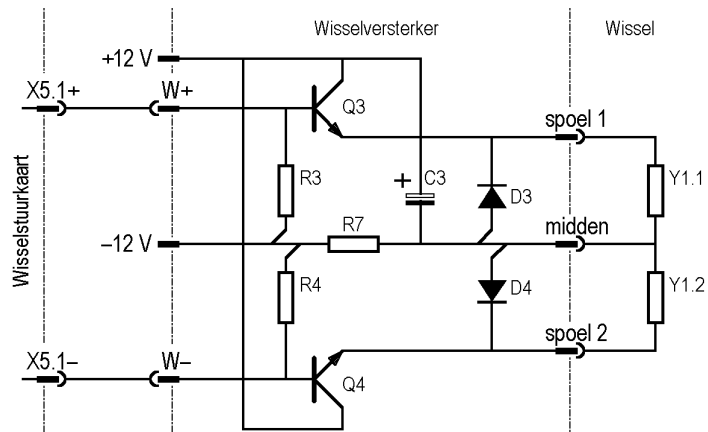 Wisselversterker
Wissel
+12 V
X5.1+
W+
Q3
spoel 1
Wisselstuurkaart
R3
+
C3
D3
Y1.1
–12 V
R7
midden
R4
D4
Y1.2
X5.1–
W–
Q4
spoel 2